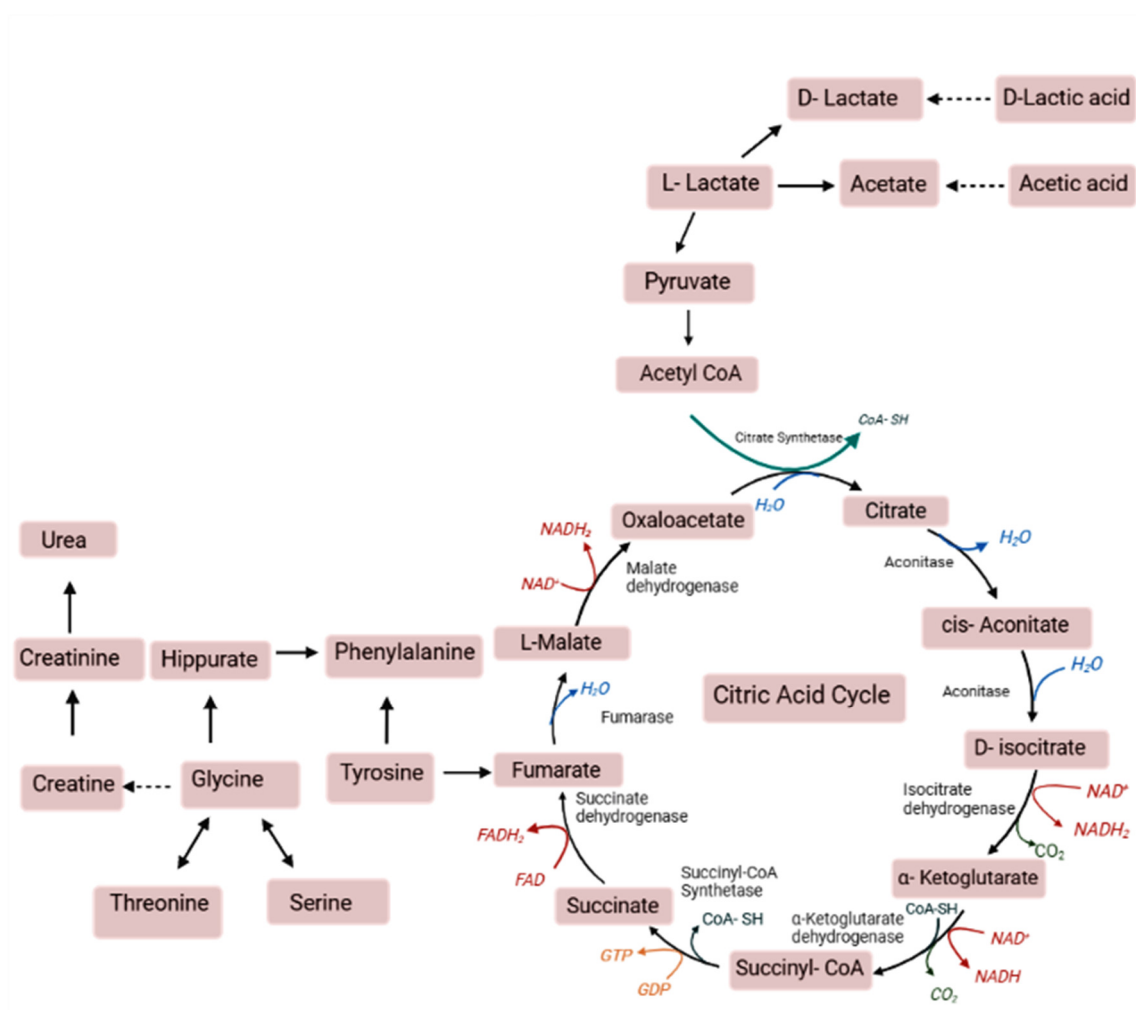 D- Lactate
D-Lactic acid
L- Lactate
Acetate
Acetic acid
Pyruvate
Acetyl CoA
CoA- SH
Citrate Synthetase
H₂O
Oxaloacetate
Citrate
NADH₂
NAD⁺
Malate
dehydrogenase
H₂O
Aconitase
Urea
cis- Aconitate
L-Malate
Creatinine
Hippurate
Phenylalanine
H₂O
Aconitase
Citric Acid Cycle
H₂O
Fumarase
D- isocitrate
Creatine
Glycine
Tyrosine
Fumarate
Isocitrate
dehydrogenase
NAD⁺
NADH₂
CO₂
Succinate
dehydrogenase
FADH₂
FAD
α- Ketoglutarate
Threonine
Serine
Succinate
Succinyl-CoA
Synthetase
CoA- SH
α-Ketoglutarate
dehydrogenase
CoA-SH
NAD⁺
NADH
CO₂
GTP
GDP
Succinyl- CoA